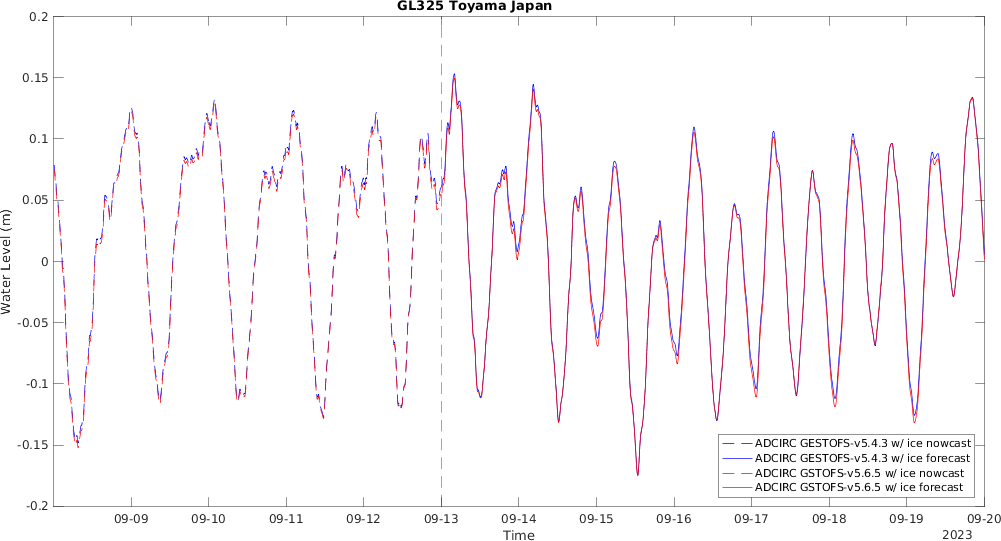 GL325 Toyama Japan
0.2
0.15
0.1
0.05
0
-0.05
-0.1
-0.15
-0.2
Water Level (m)
ADCIRC GESTOFS-v5.4.3 w/ ice nowcast
ADCIRC GESTOFS-v5.4.3 w/ ice forecast
ADCIRC GSTOFS-v5.6.5 w/ ice nowcast
ADCIRC GSTOFS-v5.6.5 w/ ice forecast
09-09 09-10 09-11 09-12 09-13 09-14 09-15 09-16 09-17 09-18 09-19 09-20
Time
2023